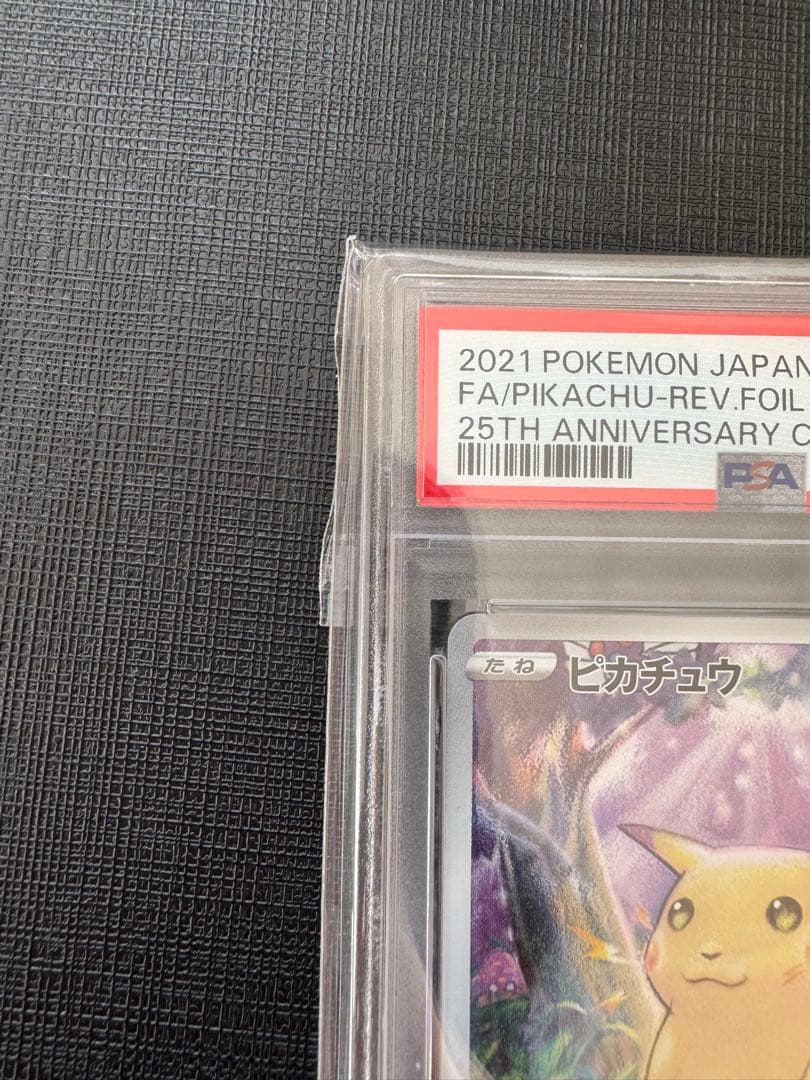 2021 POKEMON JAPAN
FA/PIKACHU-REV.FOIL
25TH ANNIVERSARY C
PSA
たね ピカチュウ